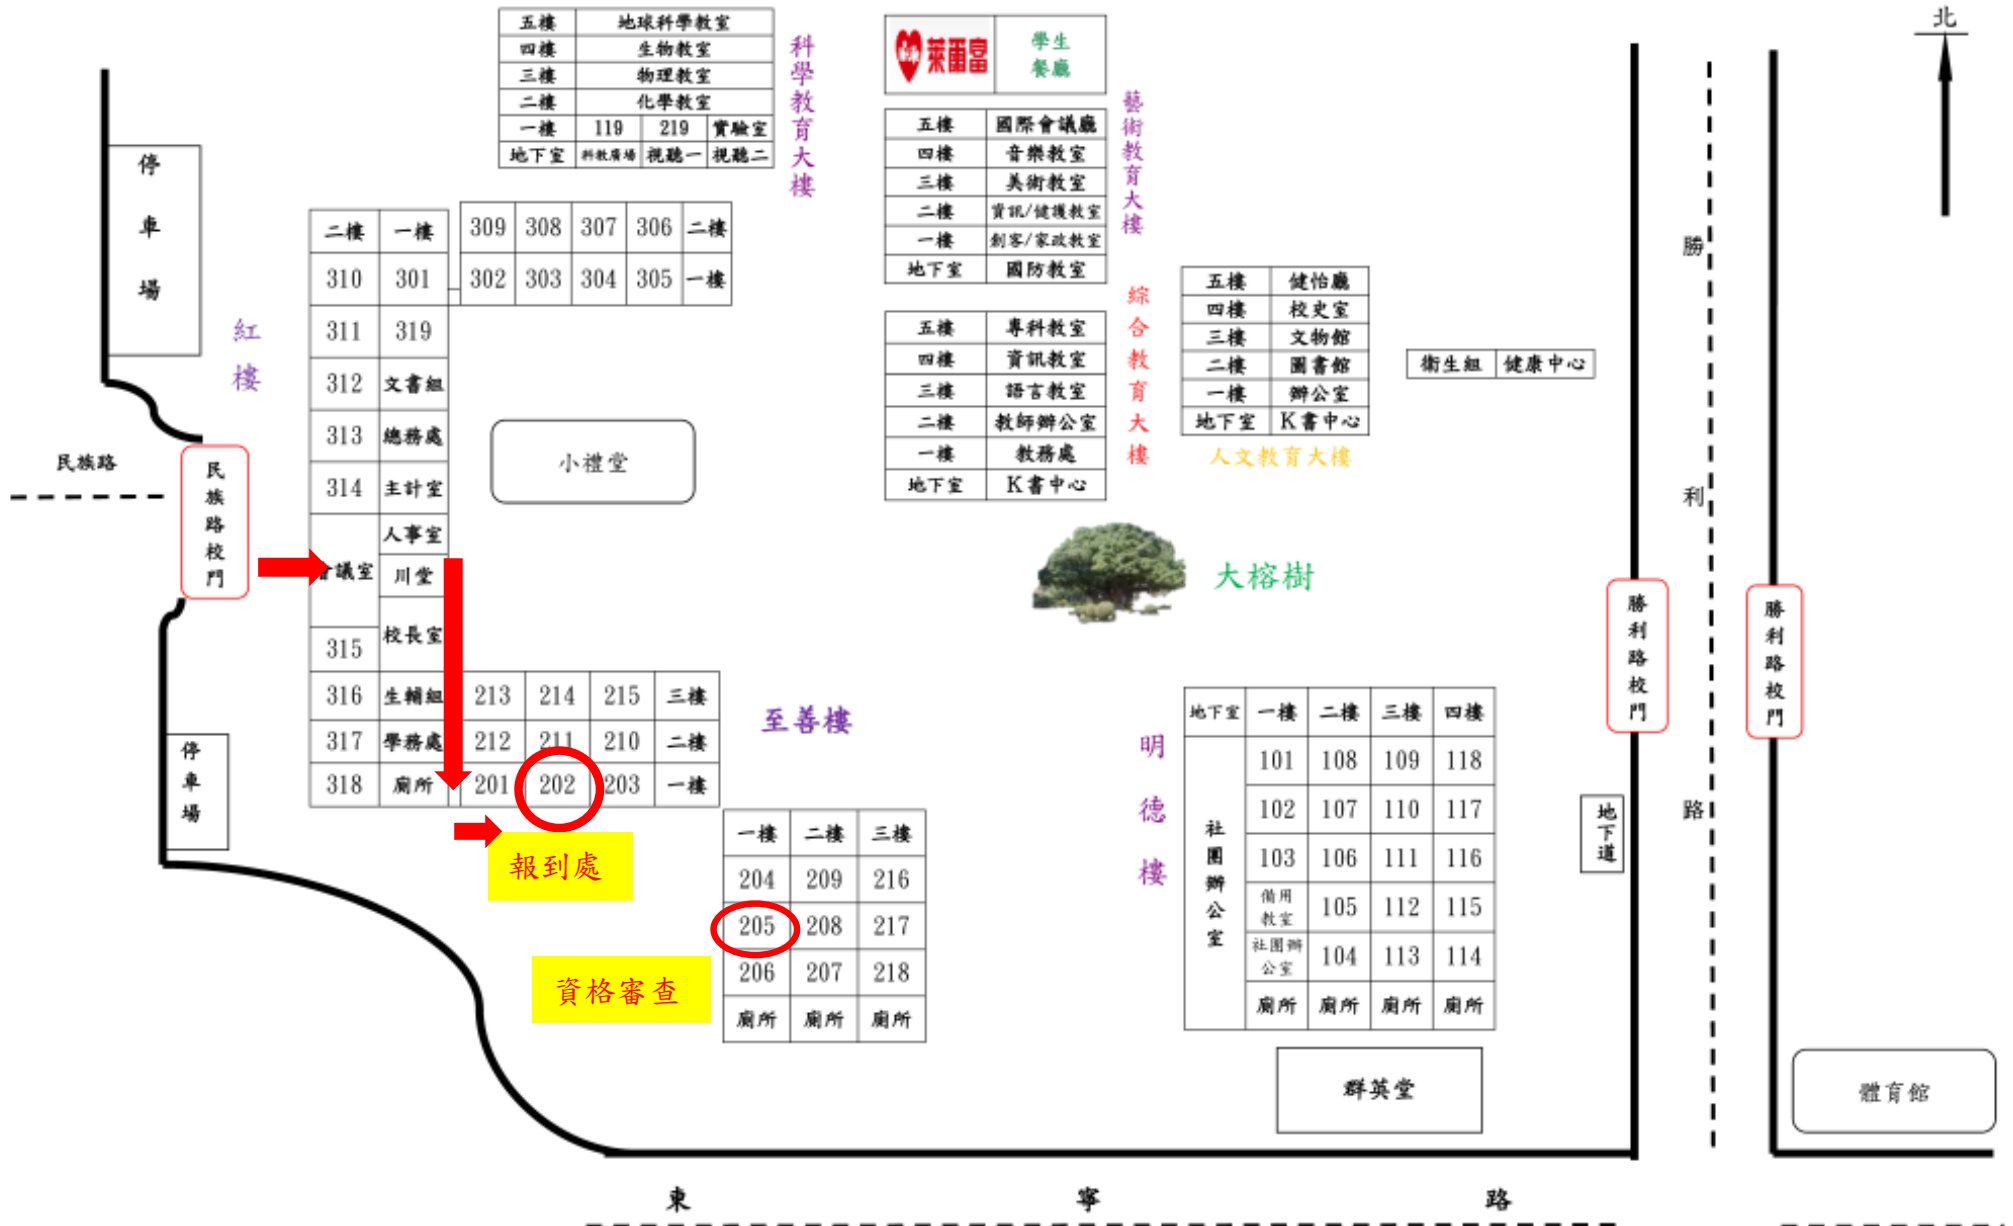 北
五樓 地球科學教室
四樓 生物教室
三樓 物理教室
二樓 化學教室
一樓 119 219 實驗室
地下室 科教廣場 視聽一 視聽二
科學教育大樓
萊爾富 學生餐廳
五樓 國際會議廳
四樓 音樂教室
三樓 美術教室
二樓 資訊/健護教室
一樓 創客/家政教室
地下室 國防教室
藝術教育大樓
五樓 專科教室
四樓 資訊教室
三樓 語言教室
二樓 教師辦公室
一樓 教務處
地下室 K書中心
綜合教育大樓
五樓 健怡廳
四樓 校史室
三樓 文物館
二樓 圖書館
一樓 辦公室
地下室 K書中心
人文教育大樓
衛生組 健康中心
停車場
紅樓
二樓 一樓
310 301
311 319
312 文書組
313 總務處
314 主計室
人事室
會議室 川堂
校長室
315
316 生輔組
317 學務處
318 廁所
309 308 307 306 二樓
302 303 304 305 一樓
小禮堂
民族路
民族路校門
大榕樹
213 214 215 三樓
212 211 210 二樓
201 202 203 一樓
至善樓
報到處
停車場
一樓 二樓 三樓
204 209 216
205 208 217
206 207 218
廁所 廁所 廁所
資格審查
明德樓
地下室 一樓 二樓 三樓 四樓
社團辦公室
101 108 109 118
102 107 110 117
103 106 111 116
備用教室 105 112 115
社團辦公室 104 113 114
廁所 廁所 廁所 廁所
群英堂
地下道
勝利路校門
勝利路
勝利路校門
體育館
東寧路